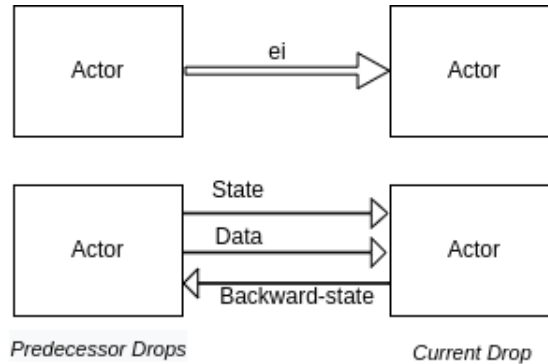 ei
Actor
Actor
State
Data
Actor
Actor
Backward-state
Predecessor Drops
Current Drop